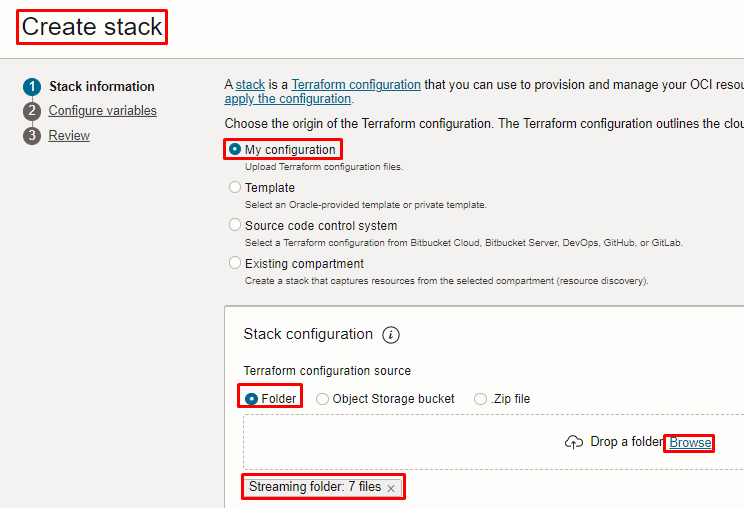 Create stack
1 Stack information
2 Configure variables
3 Review
A stack is a Terraform configuration that you can use to provision and manage your OCI
apply the configuration.
Choose the origin of the Terraform configuration. The Terraform configuration outlines the
My configuration
Upload Terraform configuration files.
Template
Select an Oracle-provided template or private template.
Source code control system
Select a Terraform configuration from Bitbucket Cloud, Bitbucket Server, DevOps, GitHub, or GitLab.
Existing compartment
Create a stack that captures resources from the selected compartment (resource discovery).
Stack configuration i
Terraform configuration source
Folder Object Storage bucket .Zip file
Drop a folder Browse
Streaming folder: 7 files ×